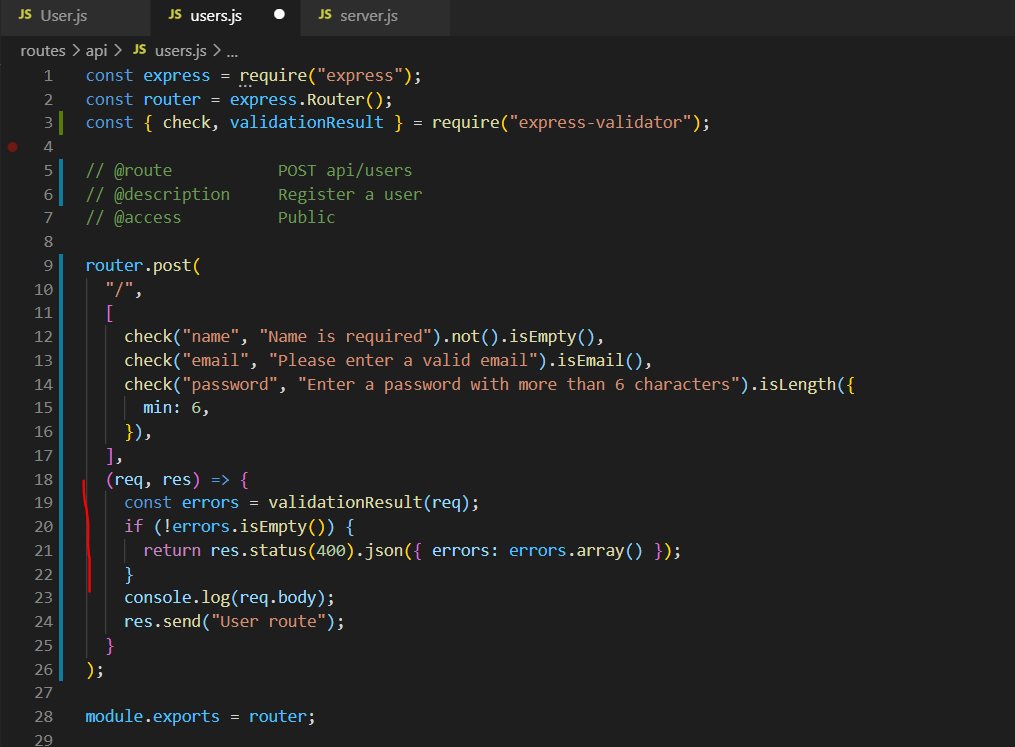 JS User.js JS users.js JS server.js
routes > api > JS users.js > ...
1 const express = require("express");
2 const router = express.Router();
3 const { check, validationResult } = require("express-validator");
4
5 // @route POST api/users
6 // @description Register a user
7 // @access Public
8
9 router.post(
10 "/",
11 [
12 check("name", "Name is required").not().isEmpty(),
13 check("email", "Please enter a valid email").isEmail(),
14 check("password", "Enter a password with more than 6 characters").isLength({
15 min: 6,
16 }),
17 ],
18 (req, res) => {
19 const errors = validationResult(req);
20 if (!errors.isEmpty()) {
21 return res.status(400).json({ errors: errors.array() });
22 }
23 console.log(req.body);
24 res.send("User route");
25 }
26 );
27
28 module.exports = router;
29